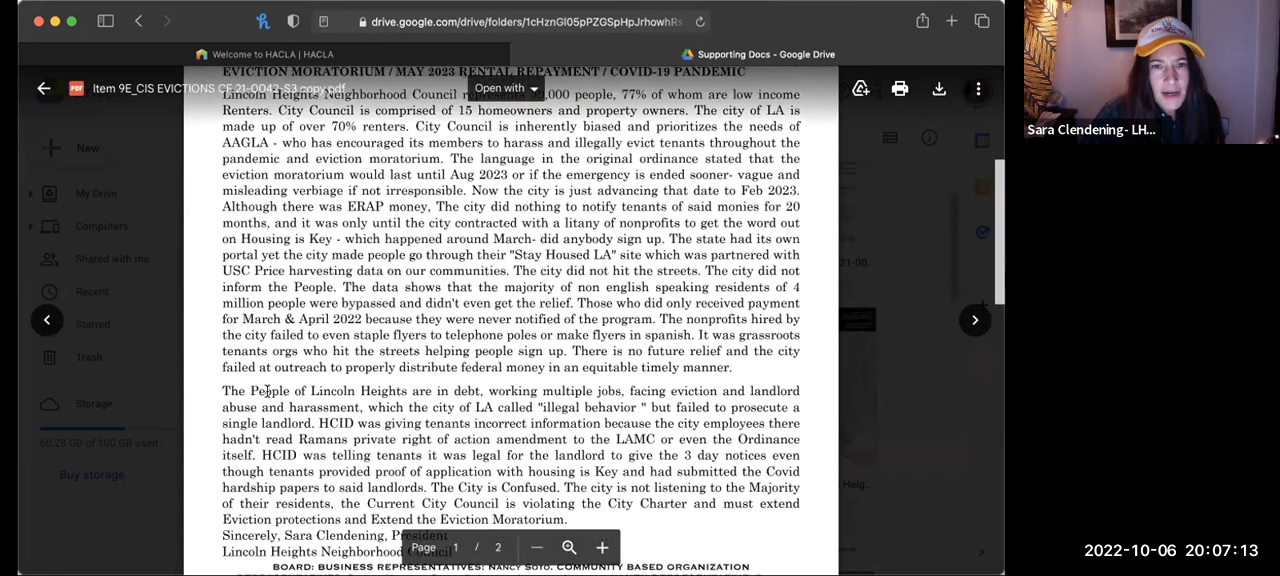 drive.google.com/drive/folders/1cHznGl05pPZGSpHpJrhowhRs
Welcome to HACLA | HACLA
Supporting Docs - Google Drive
EVICTION MORATORIUM / MAY 2023 RENTAL REPAYMENT / COVID-19 PANDEMIC
PDF Item 9E_CIS EVICTIONS CF 21-0042-S3 copy.pdf
Open with
Lincoln Heights Neighborhood Council ,000 people, 77% of whom are low income
Renters. City Council is comprised of 15 homeowners and property owners. The city of LA is
made up of over 70% renters. City Council is inherently biased and prioritizes the needs of
AAGLA - who has encouraged its members to harass and illegally evict tenants throughout the
pandemic and eviction moratorium. The language in the original ordinance stated that the
eviction moratorium would last until Aug 2023 or if the emergency is ended sooner- vague and
misleading verbiage if not irresponsible. Now the city is just advancing that date to Feb 2023.
Although there was ERAP money, The city did nothing to notify tenants of said monies for 20
months, and it was only until the city contracted with a litany of nonprofits to get the word out
on Housing is Key - which happened around March- did anybody sign up. The state had its own
portal yet the city made people go through their "Stay Housed LA" site which was partnered with
USC Price harvesting data on our communities. The city did not hit the streets. The city did not
inform the People. The data shows that the majority of non english speaking residents of 4
million people were bypassed and didn't even get the relief. Those who did only received payment
for March & April 2022 because they were never notified of the program. The nonprofits hired by
the city failed to even staple flyers to telephone poles or make flyers in spanish. It was grassroots
tenants orgs who hit the streets helping people sign up. There is no future relief and the city
failed at outreach to properly distribute federal money in an equitable timely manner.
The People of Lincoln Heights are in debt, working multiple jobs, facing eviction and landlord
abuse and harassment, which the city of LA called "illegal behavior " but failed to prosecute a
single landlord. HCID was giving tenants incorrect information because the city employees there
hadn't read Ramans private right of action amendment to the LAMC or even the Ordinance
itself. HCID was telling tenants it was legal for the landlord to give the 3 day notices even
though tenants provided proof of application with housing is Key and had submitted the Covid
hardship papers to said landlords. The City is Confused. The city is not listening to the Majority
of their residents, the Current City Council is violating the City Charter and must extend
Eviction protections and Extend the Eviction Moratorium.
Sincerely, Sara Clendening, President
Lincoln Heights Neighborhood Council
BOARD: BUSINESS REPRESENTATIVES: NANCY SOTO. COMMUNITY BASED ORGANIZATION
Page 1 / 2
New
My Drive
Computers
Shared with me
Recent
Starred
Trash
Storage
60.28 GB of 100 GB used
Buy storage
Sara Clendening - LH...
2022-10-06 20:07:13